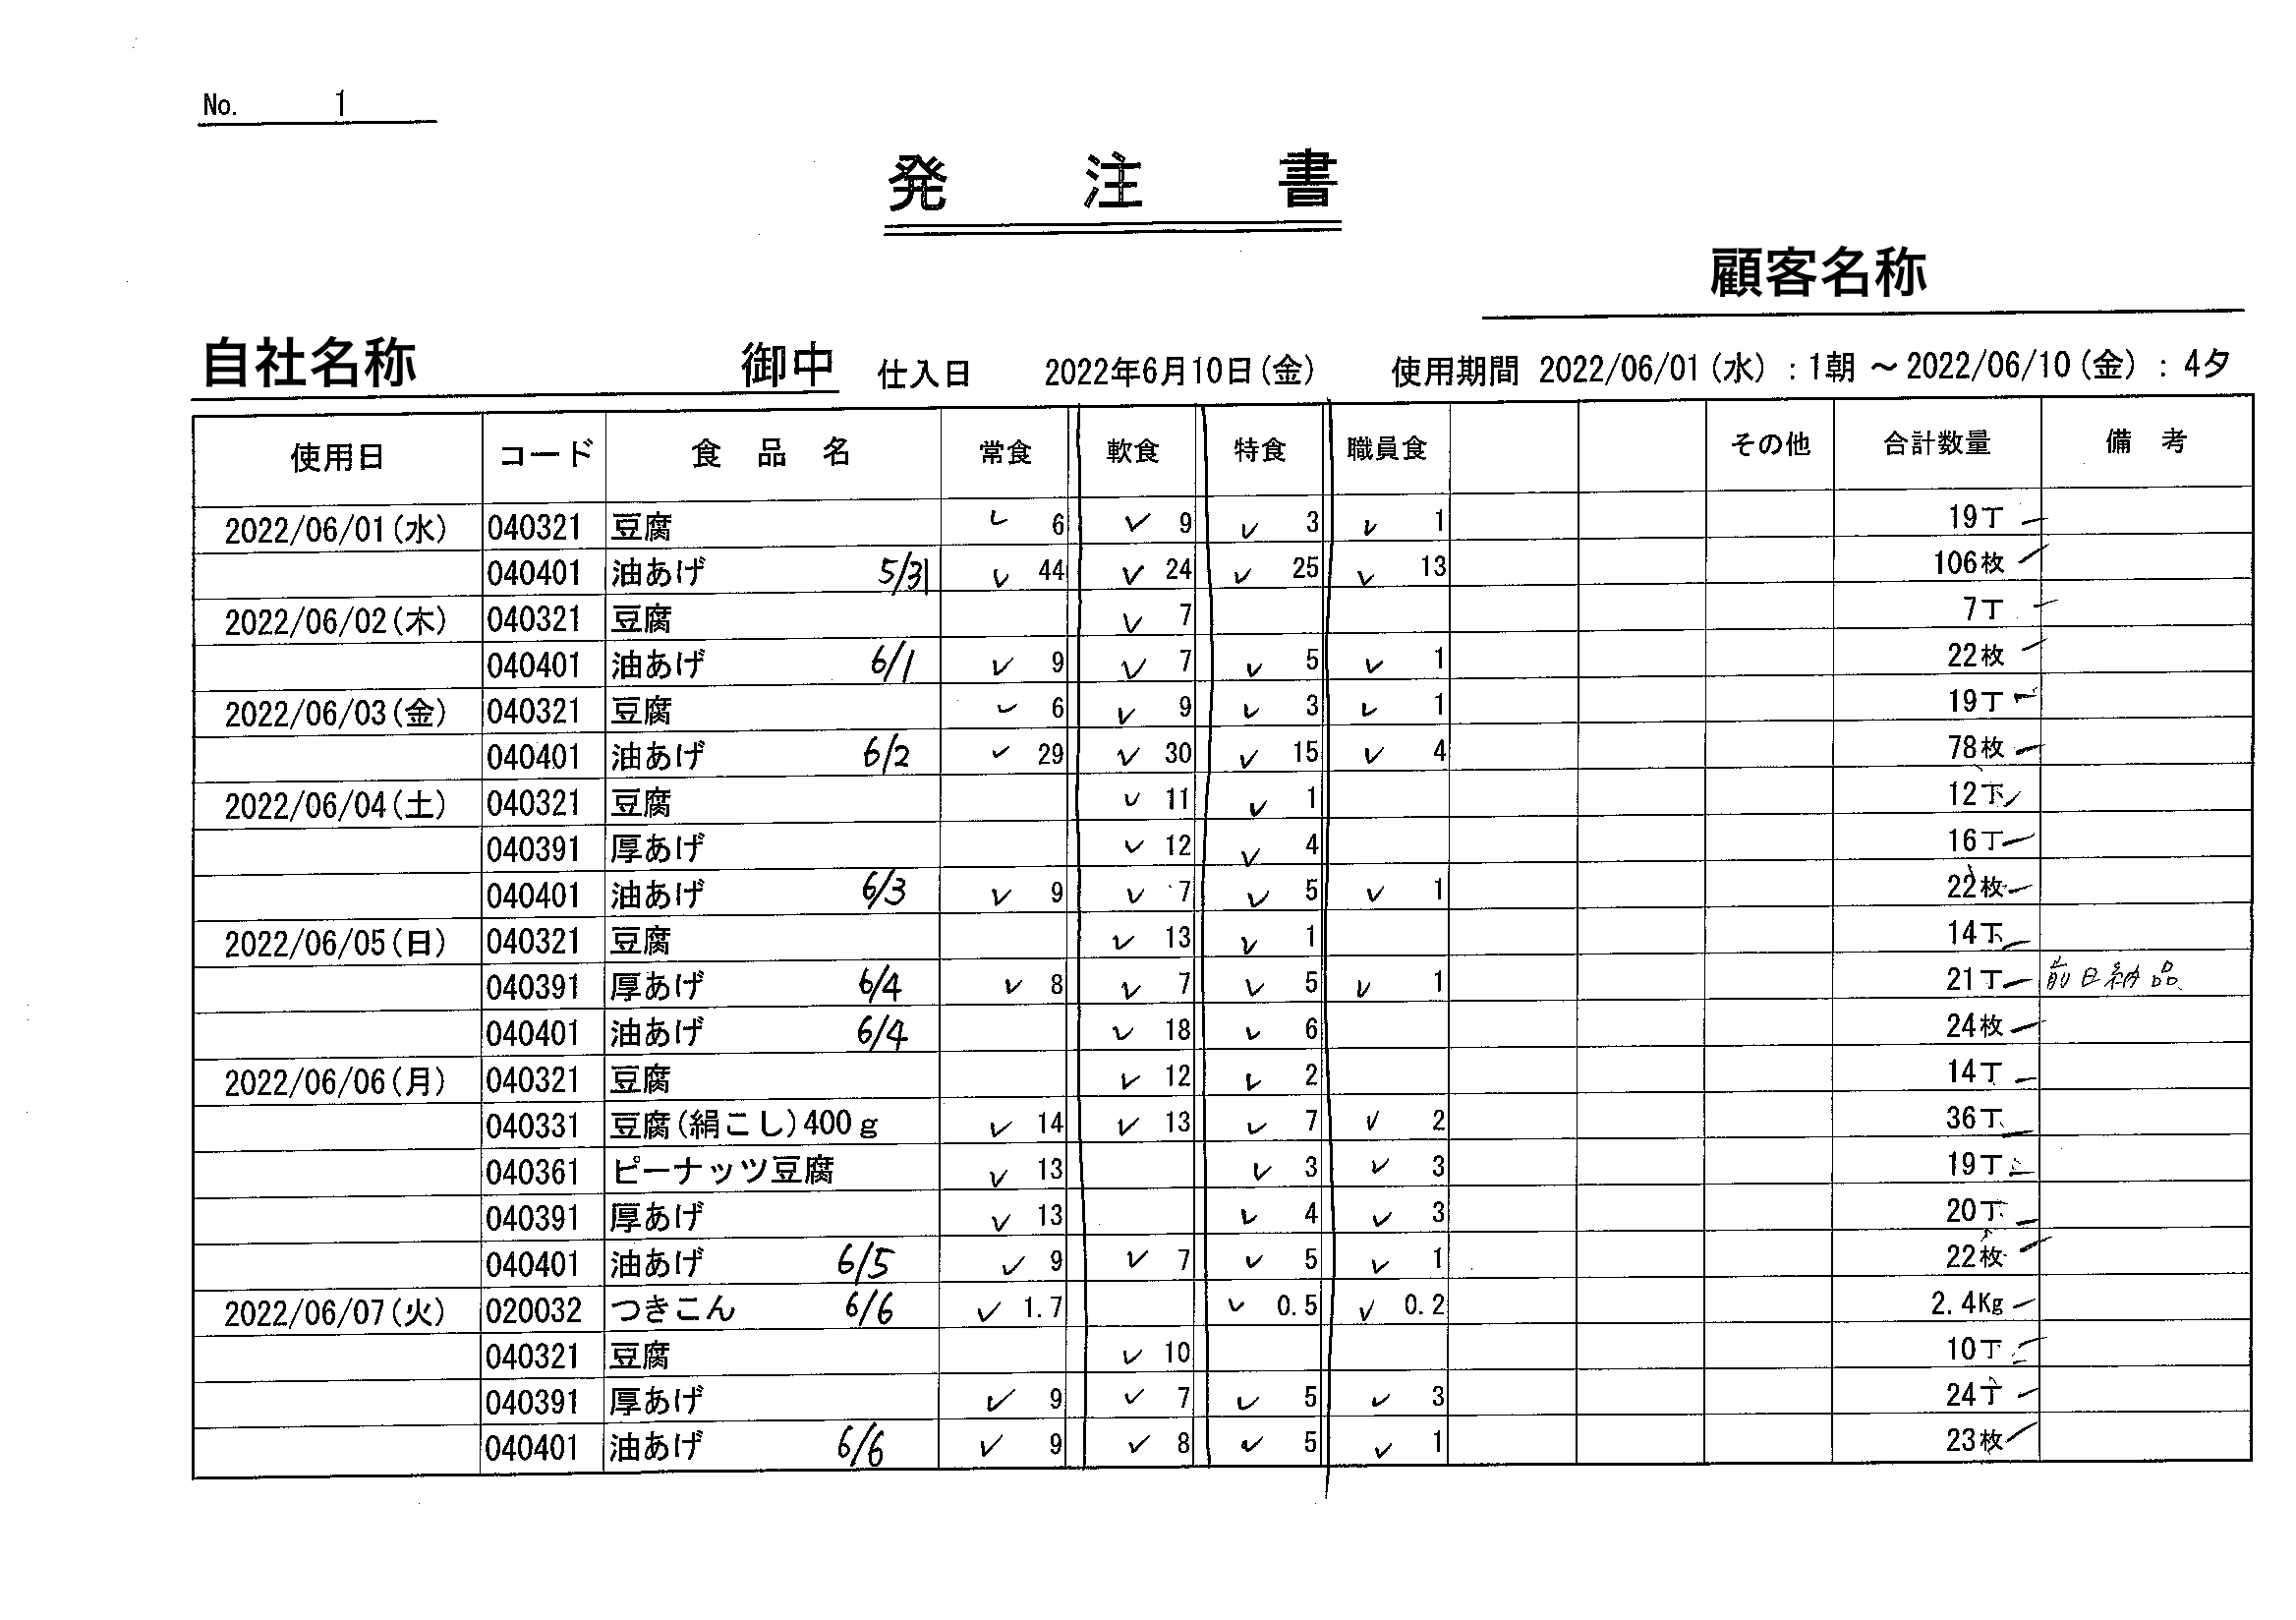 No. 1
発注書
顧客名称
自社名称 御中 仕入日 2022年6月10日(金) 使用期間 2022/06/01(水):1朝～2022/06/10(金):4夕
使用日 コード 食品名 常食 軟食 特食 職員食 その他 合計数量 備考
2022/06/01(水) 040321 豆腐 ✓ 6 ✓ 9 ✓ 3 ✓ 1 19丁
040401 油あげ 5/31 ✓ 44 ✓ 24 ✓ 25 ✓ 13 106枚
2022/06/02(木) 040321 豆腐 ✓ 7 7丁
040401 油あげ 6/1 ✓ 9 ✓ 7 ✓ 5 ✓ 1 22枚
2022/06/03(金) 040321 豆腐 ✓ 6 ✓ 9 ✓ 3 ✓ 1 19丁
040401 油あげ 6/2 ✓ 29 ✓ 30 ✓ 15 ✓ 4 78枚
2022/06/04(土) 040321 豆腐 ✓ 11 ✓ 1 12丁
040391 厚あげ ✓ 12 ✓ 4 16丁
040401 油あげ 6/3 ✓ 9 ✓ 7 ✓ 5 ✓ 1 22枚
2022/06/05(日) 040321 豆腐 ✓ 13 ✓ 1 14丁
040391 厚あげ 6/4 ✓ 8 ✓ 7 ✓ 5 ✓ 1 21丁 前日納品
040401 油あげ 6/4 ✓ 18 ✓ 6 24枚
2022/06/06(月) 040321 豆腐 ✓ 12 ✓ 2 14丁
040331 豆腐(絹こし)400g ✓ 14 ✓ 13 ✓ 7 ✓ 2 36丁
040361 ピーナッツ豆腐 ✓ 13 ✓ 3 ✓ 3 19丁
040391 厚あげ ✓ 13 ✓ 4 ✓ 3 20丁
040401 油あげ 6/5 ✓ 9 ✓ 7 ✓ 5 ✓ 1 22枚
2022/06/07(火) 020032 つきこん 6/6 ✓ 1.7 ✓ 0.5 ✓ 0.2 2.4Kg
040321 豆腐 ✓ 10 10丁
040391 厚あげ ✓ 9 ✓ 7 ✓ 5 ✓ 3 24丁
040401 油あげ 6/6 ✓ 9 ✓ 8 ✓ 5 ✓ 1 23枚